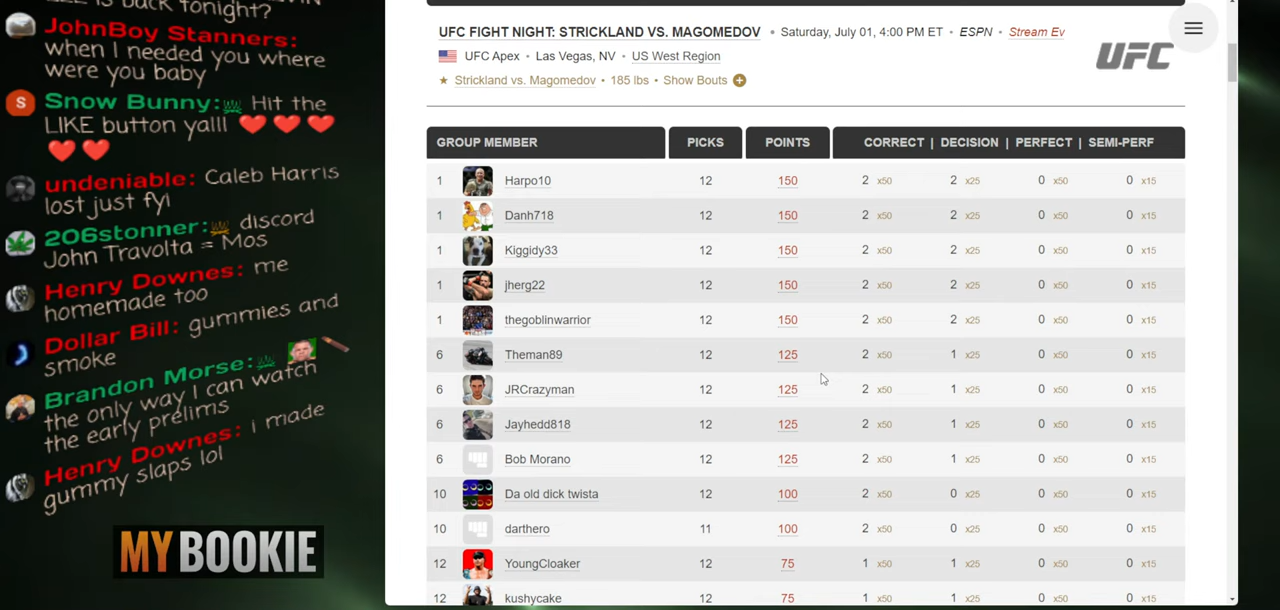 is back tonight?
JohnBoy Stanners:
when I needed you where
were you baby
S Snow Bunny: Hit the
LIKE button yalll
undeniable: Caleb Harris
lost just fyi
206stonner: discord
John Travolta = Mos
Henry Downes: me
homemade too
Dollar Bill: gummies and
smoke
Brandon Morse:
the only way I can watch
the early prelims
Henry Downes: i made
gummy slaps lol
MYBOOKIE
UFC FIGHT NIGHT: STRICKLAND VS. MAGOMEDOV • Saturday, July 01, 4:00 PM ET • ESPN • Stream Ev
UFC Apex • Las Vegas, NV • US West Region
UFC
★ Strickland vs. Magomedov • 185 lbs • Show Bouts
GROUP MEMBER PICKS POINTS CORRECT | DECISION | PERFECT | SEMI-PERF
1 Harpo10 12 150 2 x50 2 x25 0 x50 0 x15
1 Danh718 12 150 2 x50 2 x25 0 x50 0 x15
1 Kiggidy33 12 150 2 x50 2 x25 0 x50 0 x15
1 jherg22 12 150 2 x50 2 x25 0 x50 0 x15
1 thegoblinwarrior 12 150 2 x50 2 x25 0 x50 0 x15
6 Theman89 12 125 2 x50 1 x25 0 x50 0 x15
6 JRCrazyman 12 125 2 x50 1 x25 0 x50 0 x15
6 Jayhedd818 12 125 2 x50 1 x25 0 x50 0 x15
6 Bob Morano 12 125 2 x50 1 x25 0 x50 0 x15
10 Da old dick twista 12 100 2 x50 0 x25 0 x50 0 x15
10 darthero 11 100 2 x50 0 x25 0 x50 0 x15
12 YoungCloaker 12 75 1 x50 1 x25 0 x50 0 x15
12 kushycake 12 75 1 x50 1 x25 0 x50 0 x15